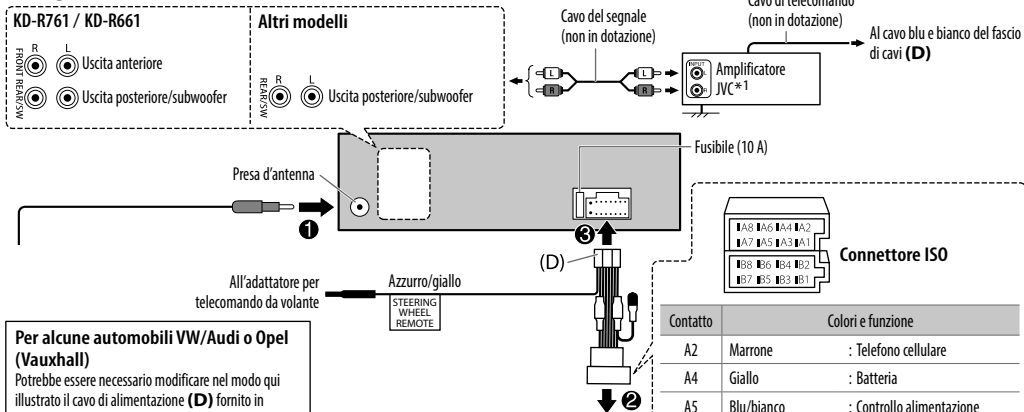 KD-R761 / KD-R661
R L
FRONT
Uscita anteriore
REAR/SW
Uscita posteriore/subwoofer
Altri modelli
R L
REAR/SW
Uscita posteriore/subwoofer
Cavo del segnale
(non in dotazione)
L L
R R
(non in dotazione)
INPUT
L
R
Amplificatore
JVC*1
Al cavo blu e bianco del fascio
di cavi (D)
Fusibile (10 A)
Presa d'antenna
1
3
(D)
All'adattatore per
telecomando da volante
Azzurro/giallo
STEERING
WHEEL
REMOTE
2
A8 A6 A4 A2
A7 A5 A3 A1
B8 B6 B4 B2
B7 B5 B3 B1
Connettore ISO
Contatto Colori e funzione
A2 Marrone : Telefono cellulare
A4 Giallo : Batteria
A5 Blu/bianco : Controllo alimentazione
Per alcune automobili VW/Audi o Opel
(Vauxhall)
Potrebbe essere necessario modificare nel modo qui
illustrato il cavo di alimentazione (D) fornito in